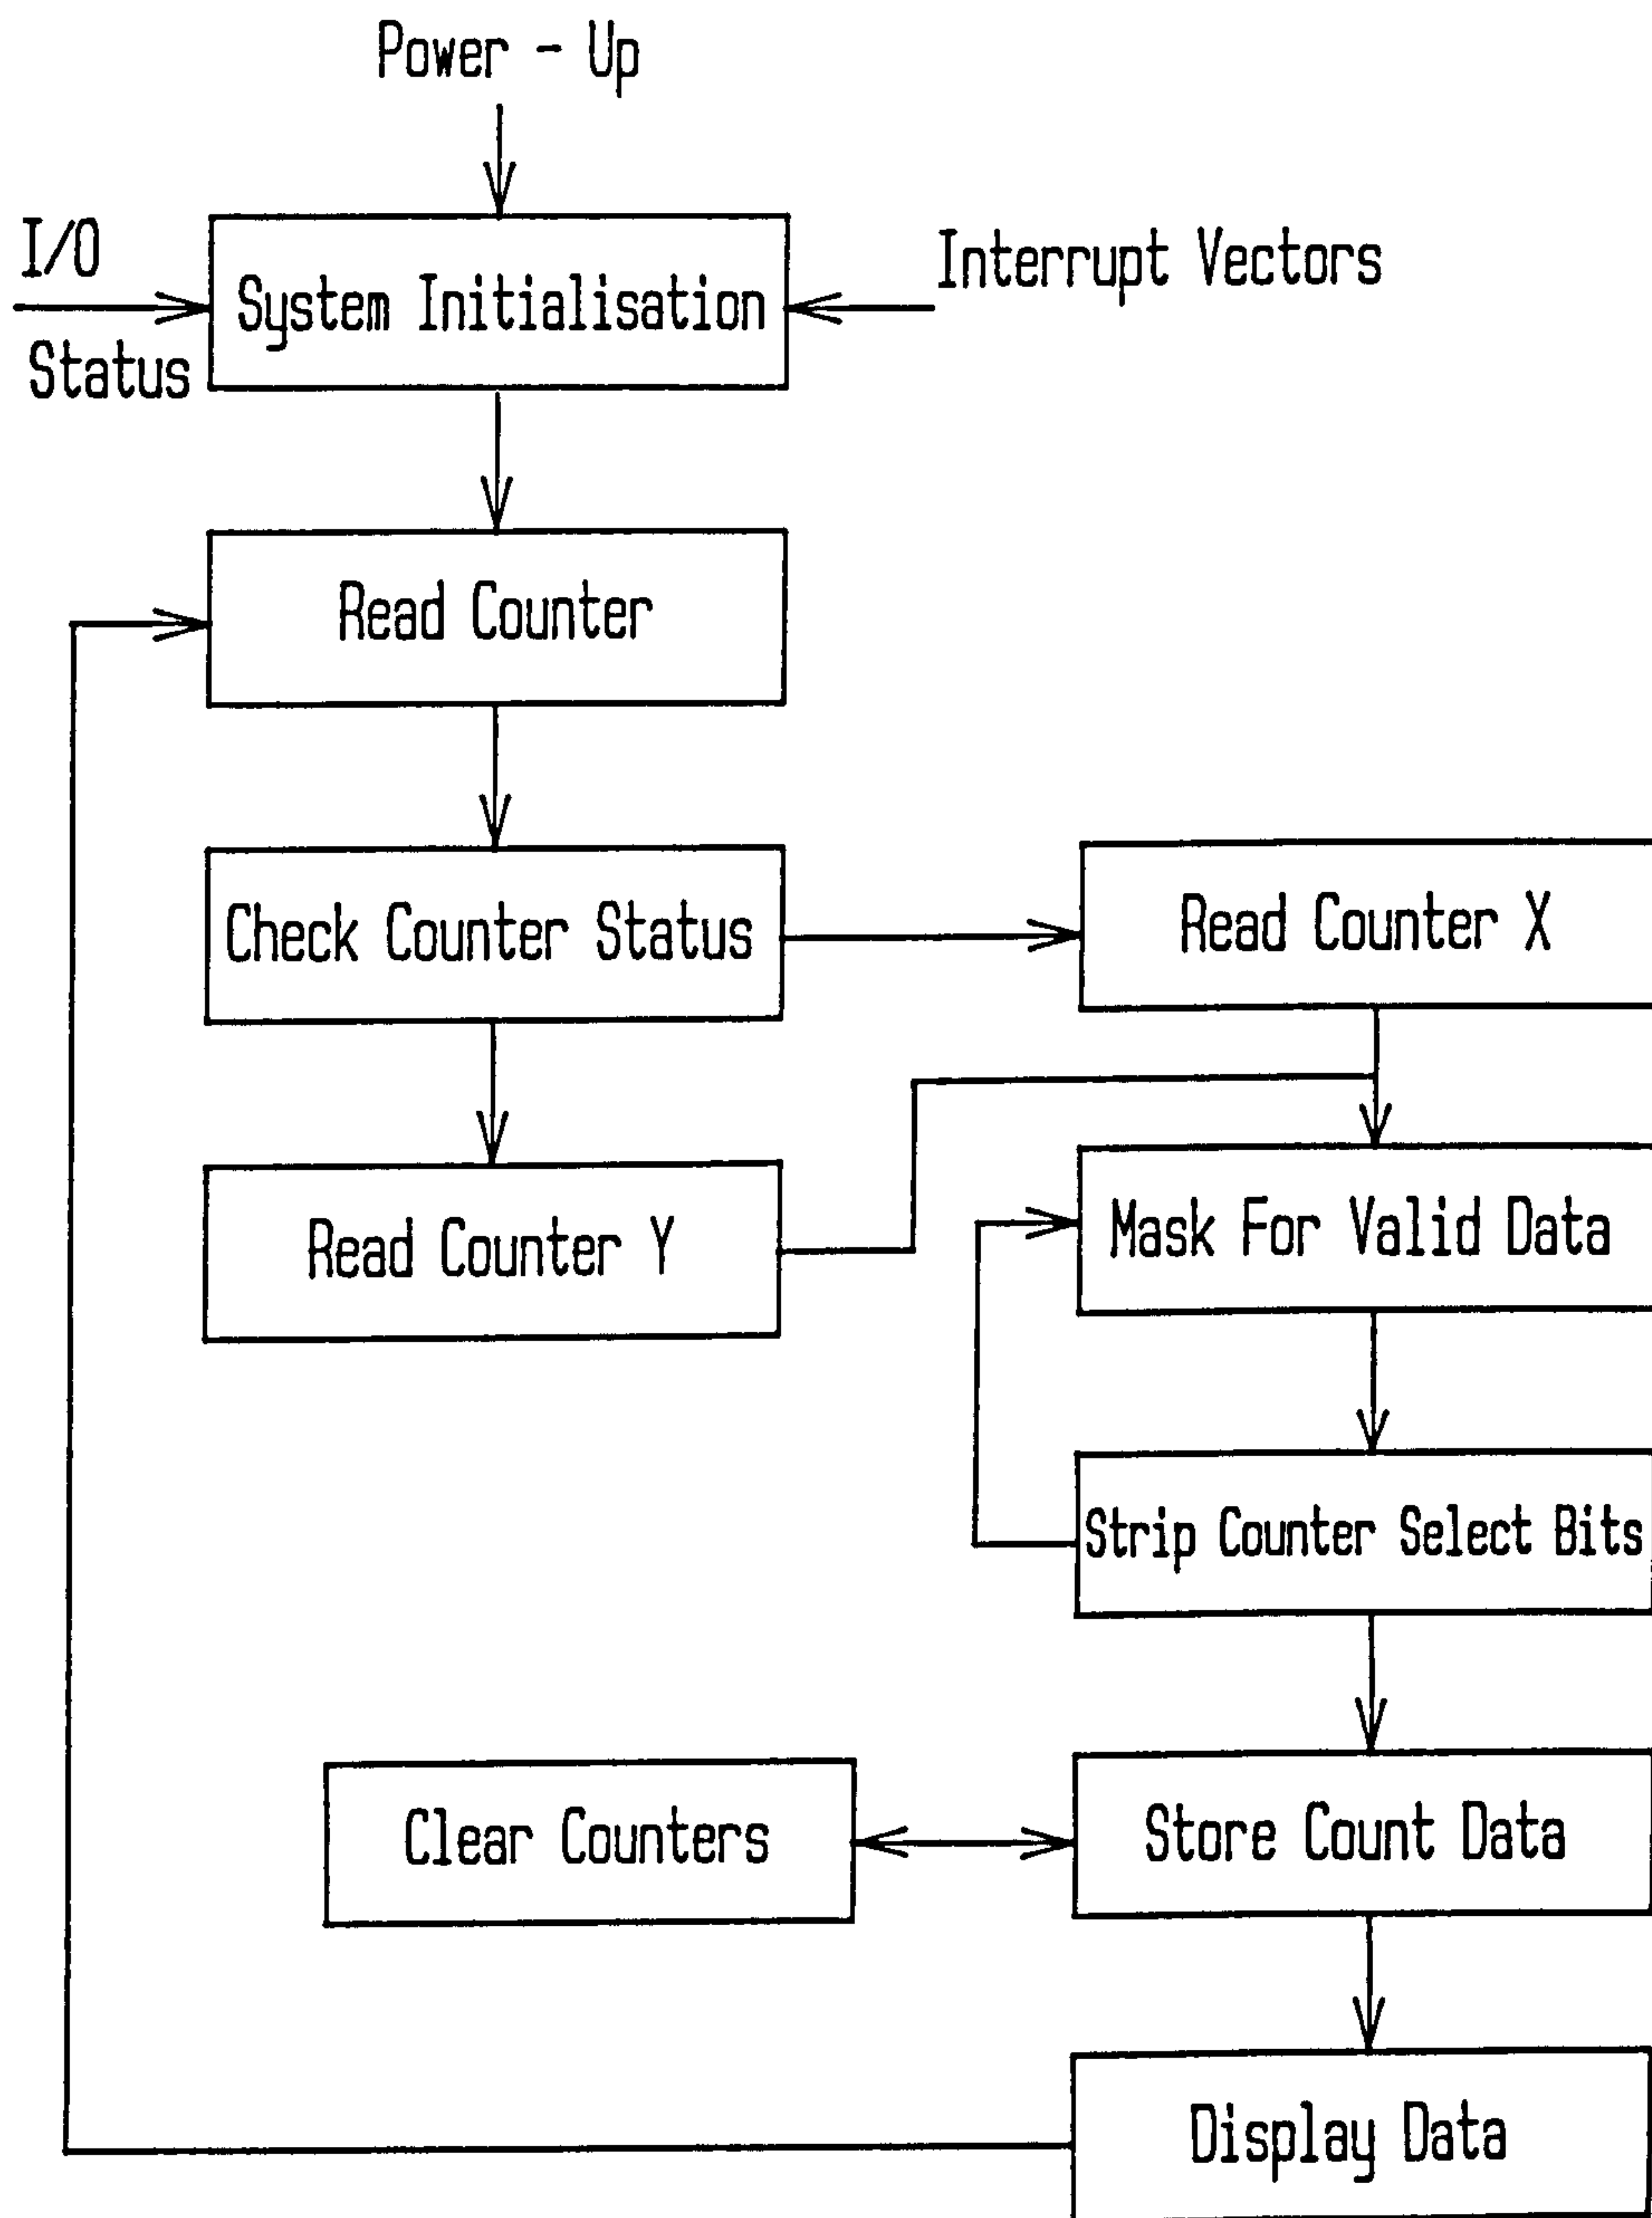 Power - Up
I/O
Status
System Initialisation
Interrupt Vectors
Read Counter
Check Counter Status
Read Counter X
Read Counter Y
Mask For Valid Data
Strip Counter Select Bits
Clear Counters
Store Count Data
Display Data